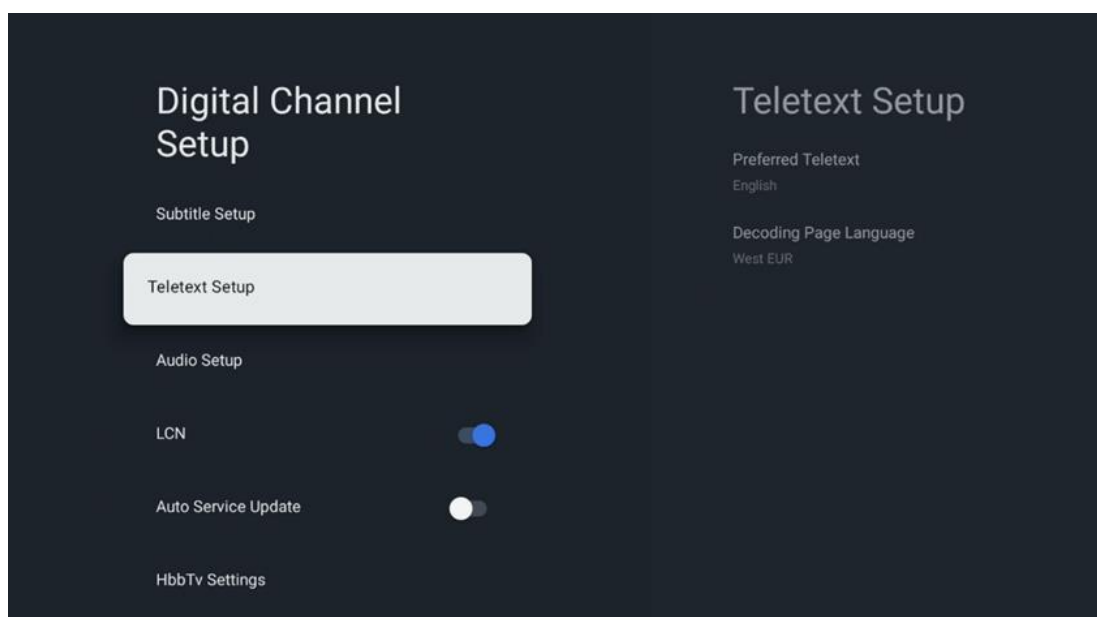 Digital Channel
Setup
Subtitle Setup
Teletext Setup
Audio Setup
LCN
Auto Service Update
HbbTv Settings
Teletext Setup
Preferred Teletext
English
Decoding Page Language
West EUR